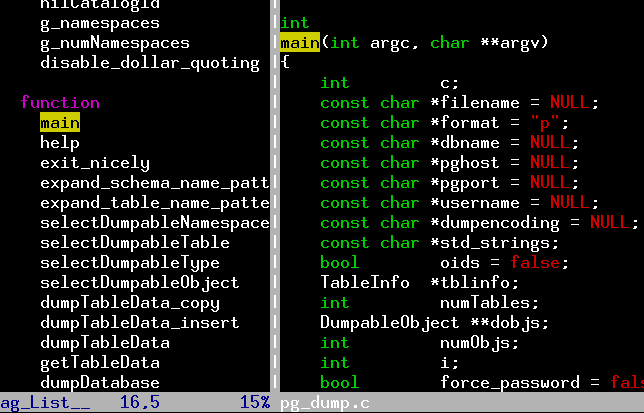 nilCatalogId
g_namespaces
g_numNamespaces
disable_dollar_quoting
function
main
help
exit_nicely
expand_schema_name_patt
expand_table_name_patte
selectDumpableNamespace
selectDumpableTable
selectDumpableType
selectDumpableObject
dumpTableData_copy
dumpTableData_insert
dumpTableData
getTableData
dumpDatabase
ag_List__ 16,5 15%
int
main(int argc, char **argv)
{
int c;
const char *filename = NULL;
const char *format = "p";
const char *dbname = NULL;
const char *pghost = NULL;
const char *pgport = NULL;
const char *username = NULL;
const char *dumpencoding = NULL;
const char *std_strings;
bool oids = false;
TableInfo *tblinfo;
int numTables;
DumpableObject **dobjs;
int numObjs;
int i;
bool force_password = fals
pg_dump.c